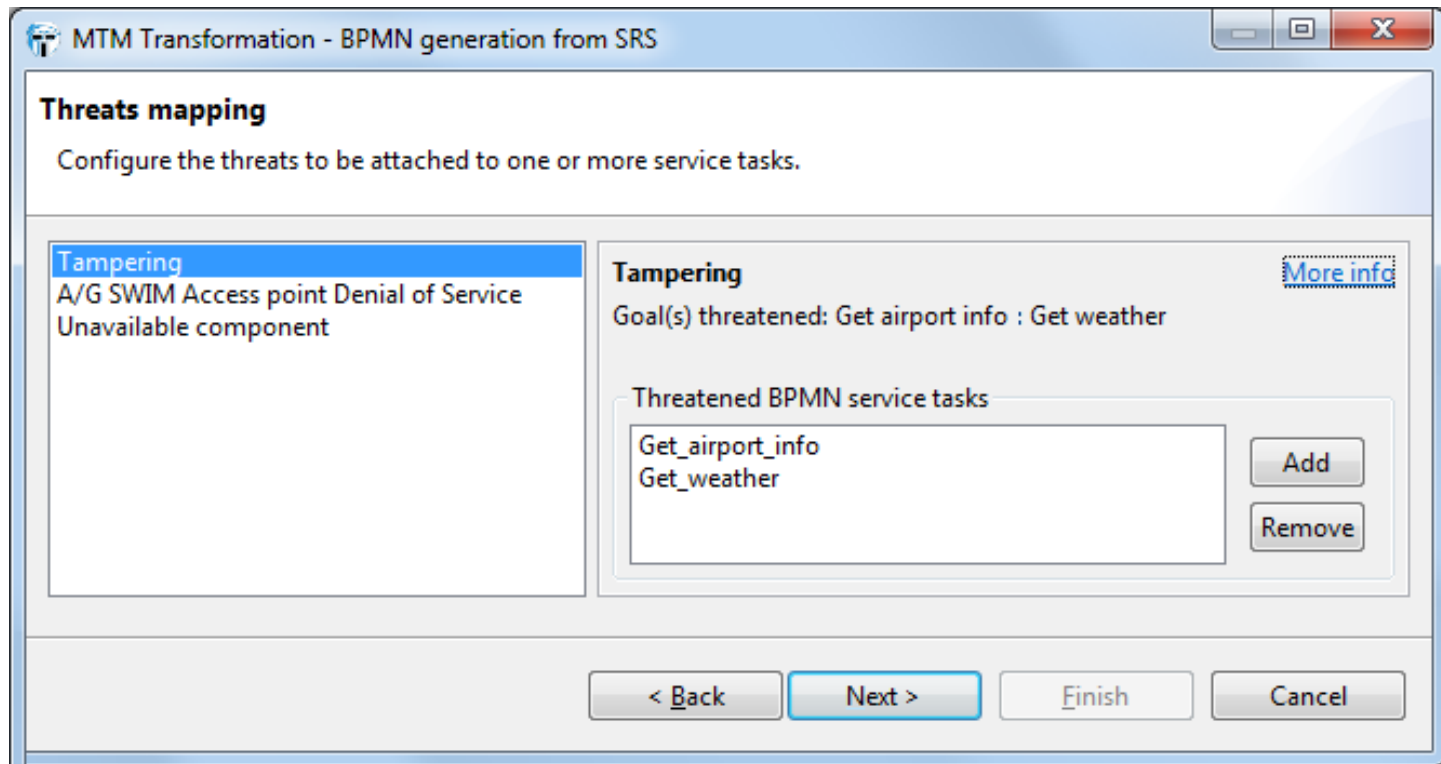 MTM Transformation - BPMN generation from SRS
Threats mapping
Configure the threats to be attached to one or more service tasks.
Tampering
A/G SWIM Access point Denial of Service
Unavailable component
Tampering
More info
Goal(s) threatened: Get airport info : Get weather
Threatened BPMN service tasks
Get_airport_info
Get_weather
Add
Remove
< Back
Next >
Finish
Cancel